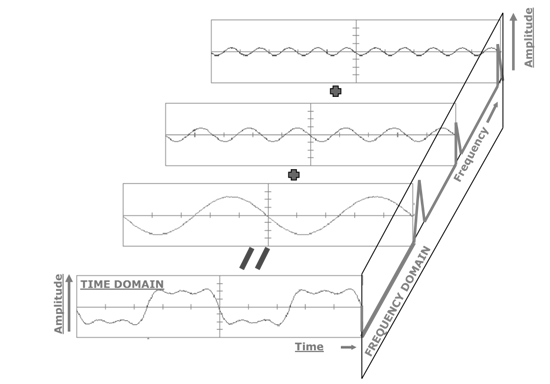 Amplitude
Frequency
TIME DOMAIN
Amplitude
FREQUENCY DOMAIN
Time